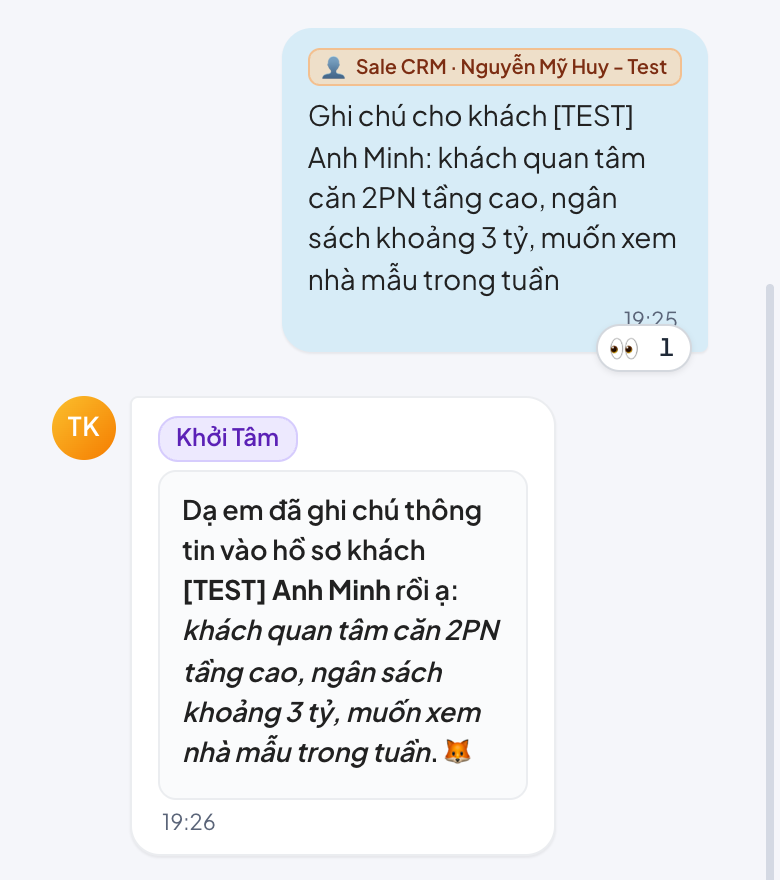 Sale CRM · Nguyễn Mỹ Huy - Test
Ghi chú cho khách [TEST]
Anh Minh: khách quan tâm
căn 2PN tầng cao, ngân
sách khoảng 3 tỷ, muốn xem
nhà mẫu trong tuần
19:25
👀 1
TK
Khởi Tâm
Dạ em đã ghi chú thông
tin vào hồ sơ khách
[TEST] Anh Minh rồi ạ:
khách quan tâm căn 2PN
tầng cao, ngân sách
khoảng 3 tỷ, muốn xem
nhà mẫu trong tuần. 🦊
19:26